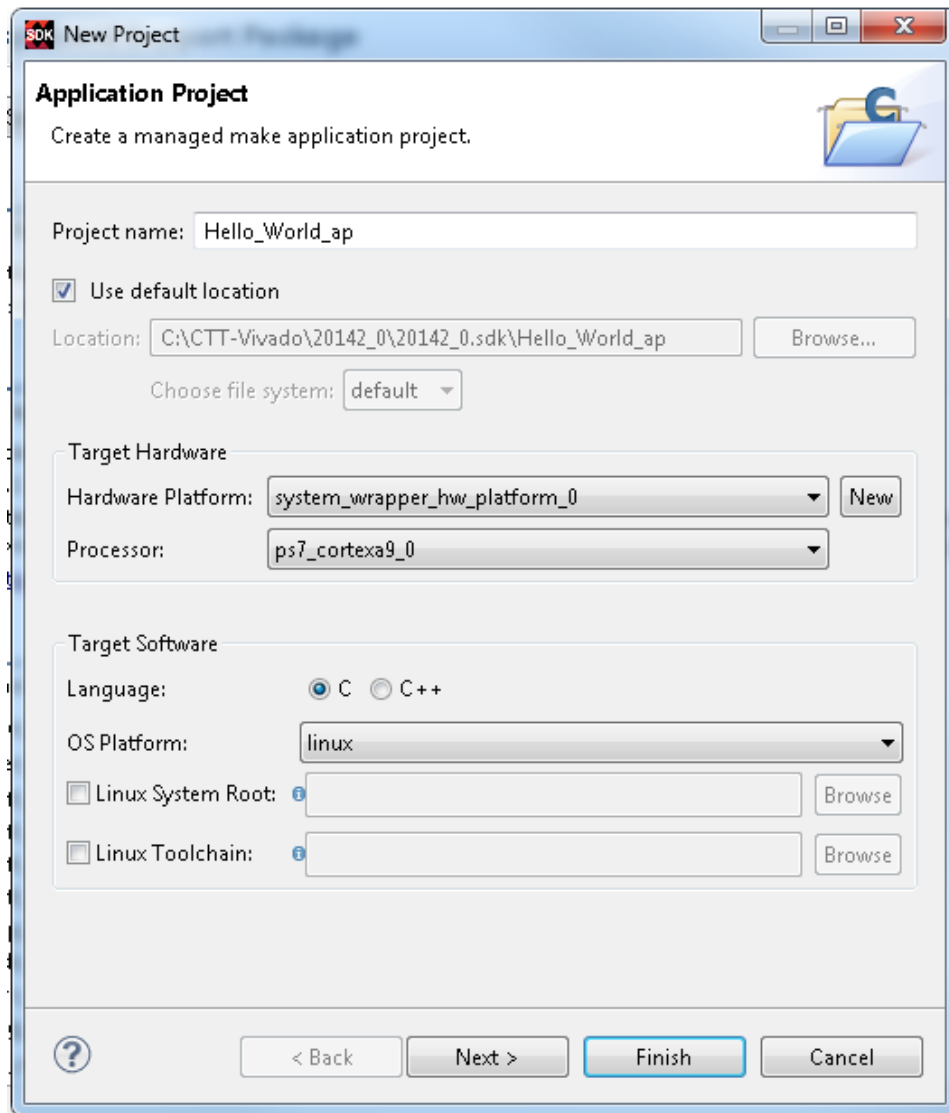 SDK New Project
Application Project
Create a managed make application project.
Project name: Hello_World_ap
Use default location
Location: C:\CTT-Vivado\20142_0\20142_0.sdk\Hello_World_ap Browse...
Choose file system: default
Target Hardware
Hardware Platform: system_wrapper_hw_platform_0 New
Processor: ps7_cortexa9_0
Target Software
Language: C C++
OS Platform: linux
Linux System Root: Browse
Linux Toolchain: Browse
? < Back Next > Finish Cancel